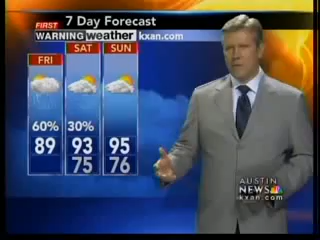 FIRST 7 Day Forecast
WARNING weather kxan.com
FRI SAT SUN
60% 30%
89 93 95
75 76
AUSTIN
NEWS
kxan.com